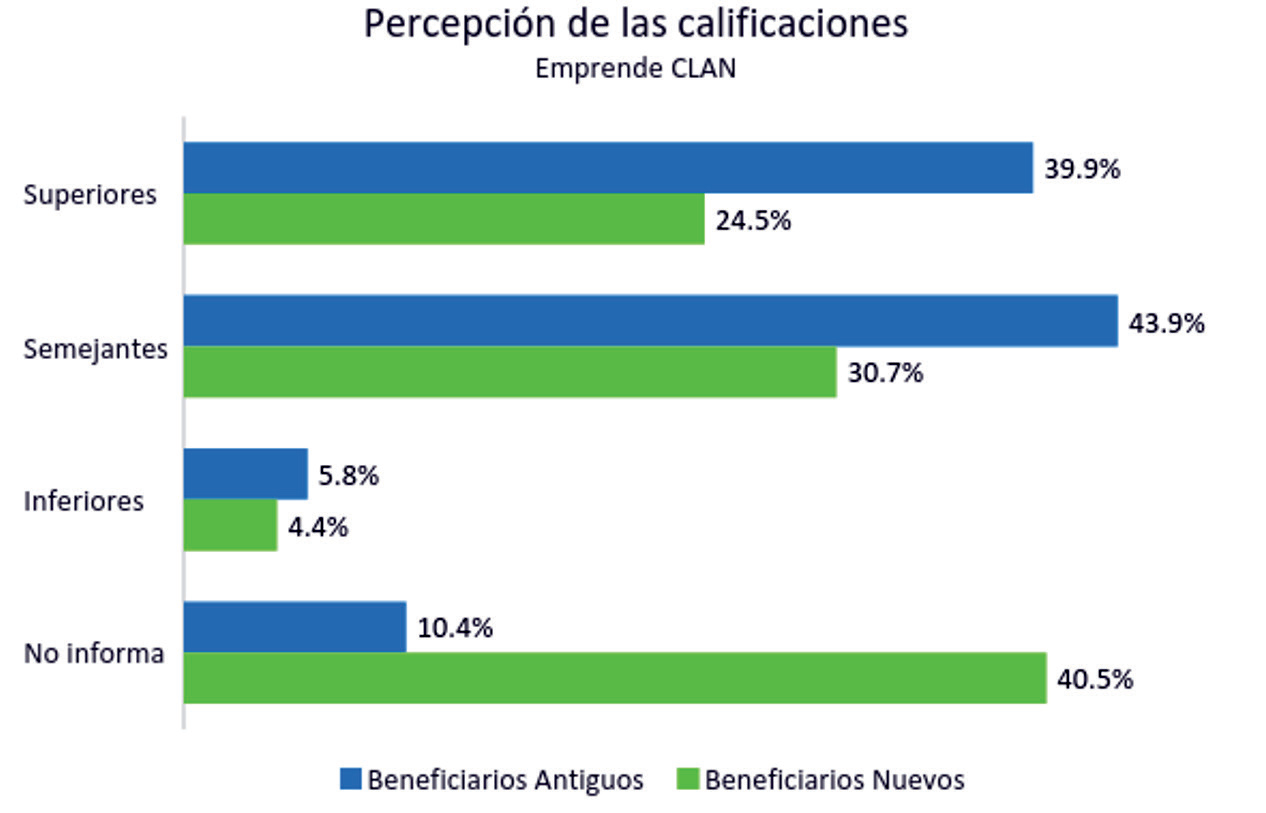 Percepción de las calificaciones
Emprende CLAN
Superiores
39.9%
24.5%
Semejantes
43.9%
30.7%
Inferiores
5.8%
4.4%
No informa
10.4%
40.5%
Beneficiarios Antiguos
Beneficiarios Nuevos